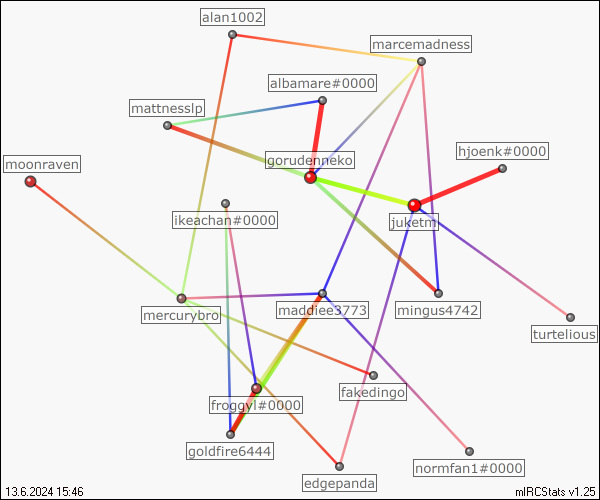 alan1002
marcemadness
albamare#0000
mattnesslp
hjoenk#0000
gorudenneko
moonraven
ikeachan#0000
juketm
mercurybro
maddiee3773
mingus4742
turtelious
fakedingo
froggyl#0000
goldfire6444
normfan1#0000
edgepanda
13.6.2024 15:46
mIRCStats v1.25